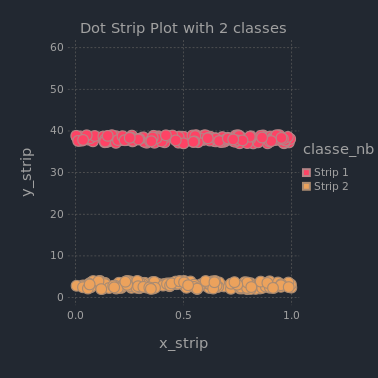 Dot Strip Plot with 2 classes
60
50
40
30
20
10
0
0.0
0.5
1.0
x_strip
y_strip
classe_nb
Strip 1
Strip 2